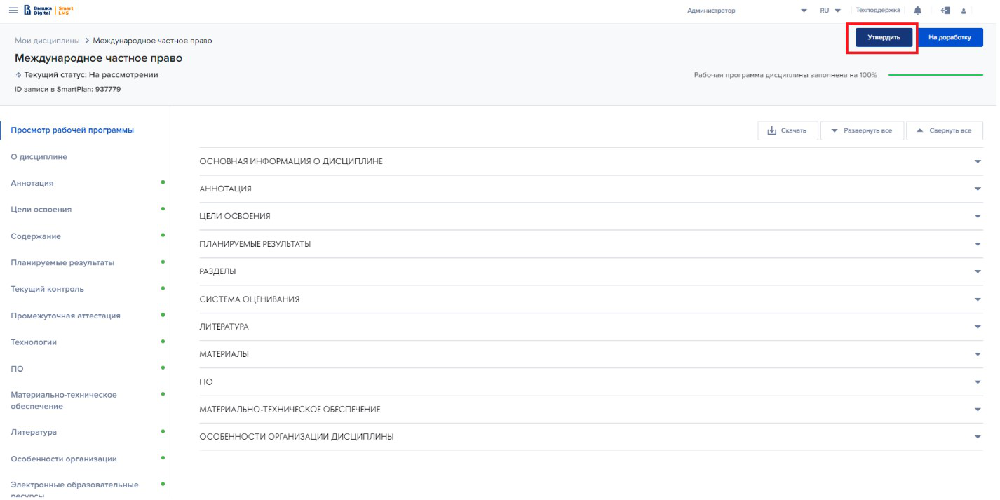 Вышка | Smart
Digital | LMS
Администратор
RU
Техподдержка
Мои дисциплины > Международное частное право
Утвердить
На доработку
Международное частное право
Текущий статус: На рассмотрении
Рабочая программа дисциплины заполнена на 100%
ID записи в SmartPlan: 937779
Просмотр рабочей программы
О дисциплине
Аннотация
Цели освоения
Содержание
Планируемые результаты
Текущий контроль
Промежуточная аттестация
Технологии
ПО
Материально-техническое
обеспечение
Литература
Особенности организации
Электронные образовательные
ресурсы
Скачать
Развернуть все
Свернуть все
ОСНОВНАЯ ИНФОРМАЦИЯ О ДИСЦИПЛИНЕ
АННОТАЦИЯ
ЦЕЛИ ОСВОЕНИЯ
ПЛАНИРУЕМЫЕ РЕЗУЛЬТАТЫ
РАЗДЕЛЫ
СИСТЕМА ОЦЕНИВАНИЯ
ЛИТЕРАТУРА
МАТЕРИАЛЫ
ПО
МАТЕРИАЛЬНО-ТЕХНИЧЕСКОЕ ОБЕСПЕЧЕНИЕ
ОСОБЕННОСТИ ОРГАНИЗАЦИИ ДИСЦИПЛИНЫ